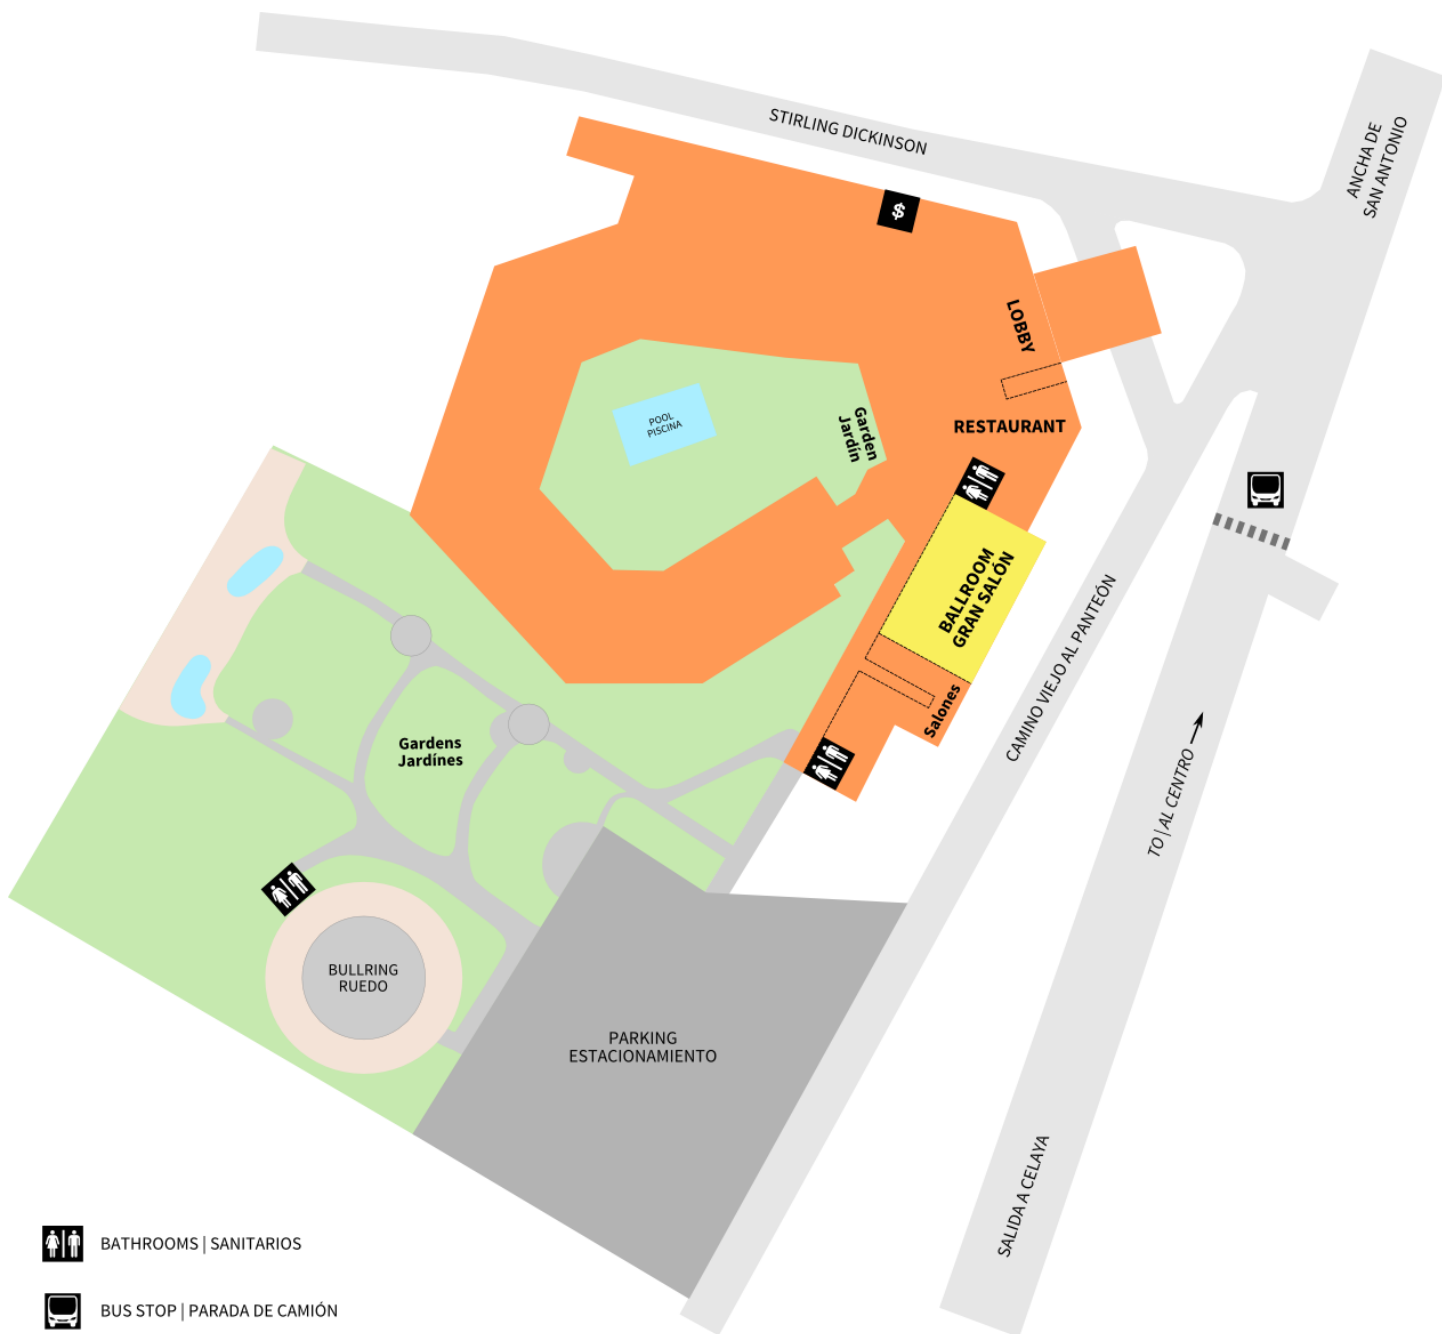 STIRLING DICKINSON
ANCHA DE
SAN ANTONIO
$
LOBBY
RESTAURANT
POOL
PISCINA
Garden
Jardín
BALLROOM
GRAN SALÓN
Salones
CAMINO VIEJO AL PANTEÓN
TO | AL CENTRO
Gardens
Jardínes
BULLRING
RUEDO
PARKING
ESTACIONAMIENTO
SALIDA A CELAYA
BATHROOMS | SANITARIOS
BUS STOP | PARADA DE CAMIÓN